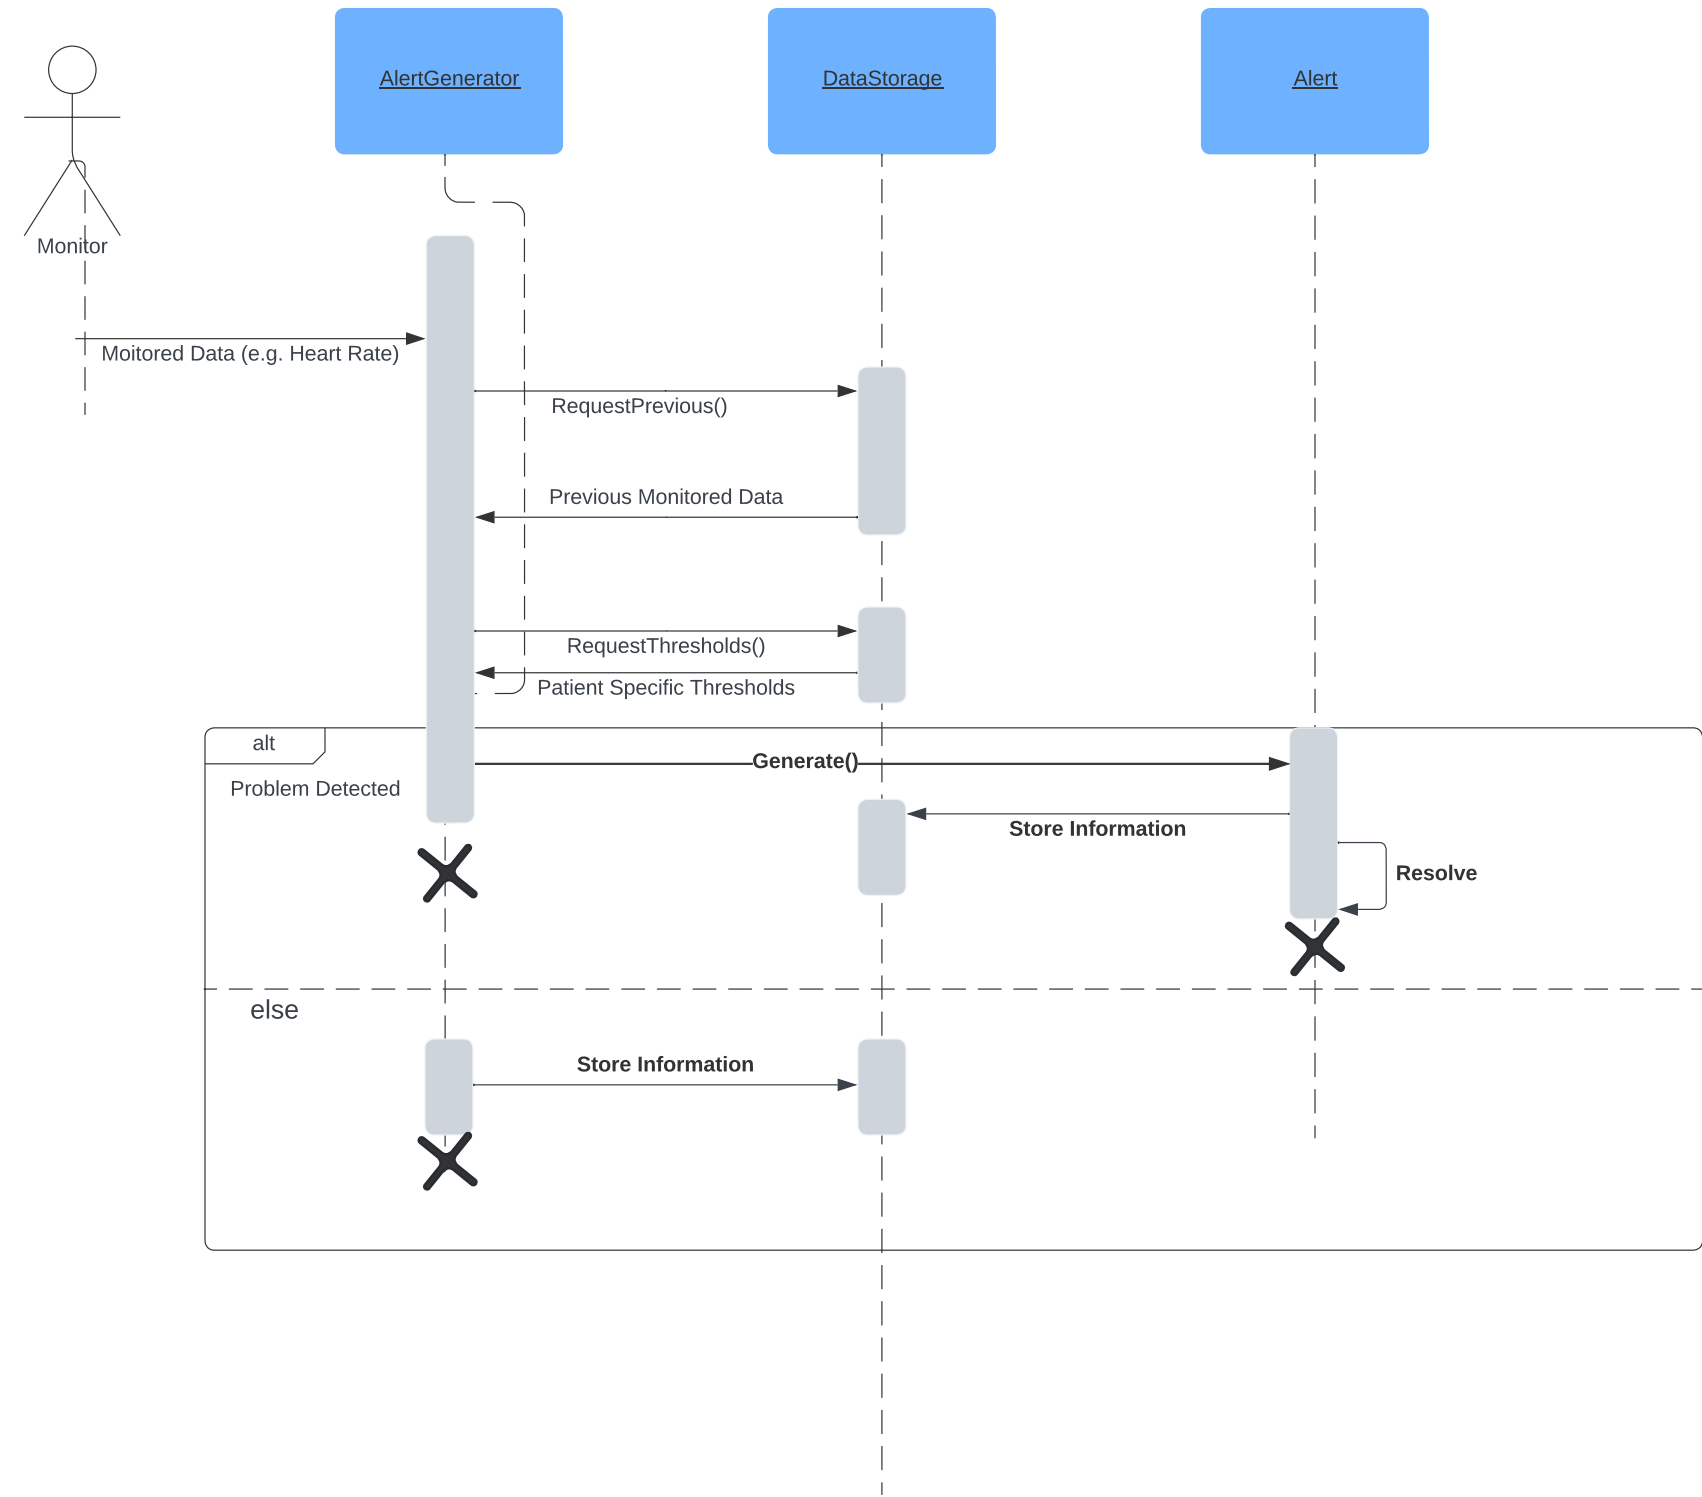 AlertGenerator
DataStorage
Alert
Monitor
Moitored Data (e.g. Heart Rate)
RequestPrevious()
Previous Monitored Data
RequestThresholds()
Patient Specific Thresholds
alt
Generate()
Problem Detected
Store Information
Resolve
else
Store Information